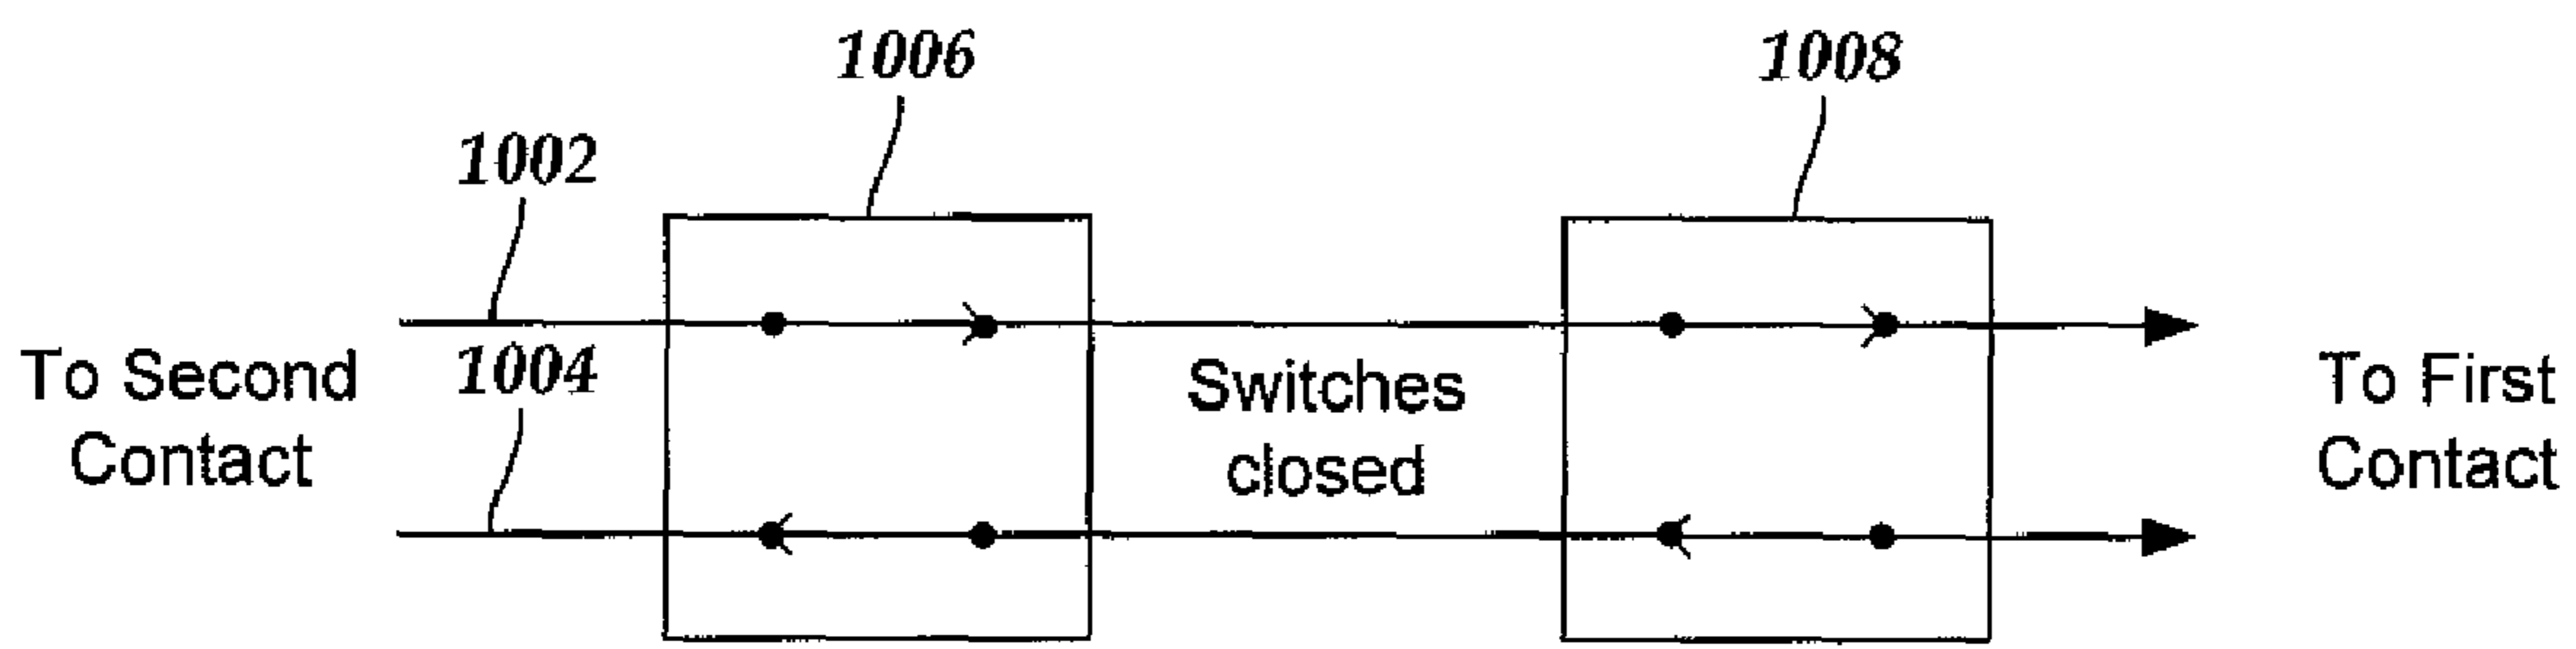 1006
1008
1002
To Second
Contact
1004
Switches
closed
To First
Contact